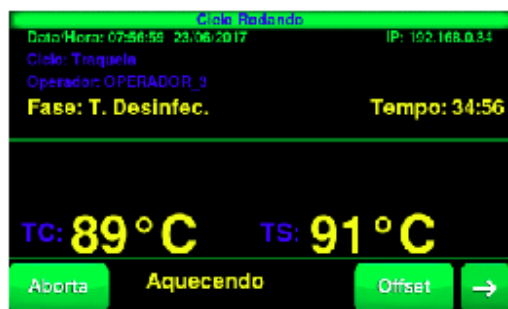 Ciclo Rodando
Data/Hora: 07:56:59 23/06/2017 IP: 192.168.0.34
Ciclo: Traqueia
Operador: OPERADOR_3
Fase: T. Desinfec. Tempo: 34:56
TC: 89°C TS: 91°C
Aborta Aquecendo Offset →